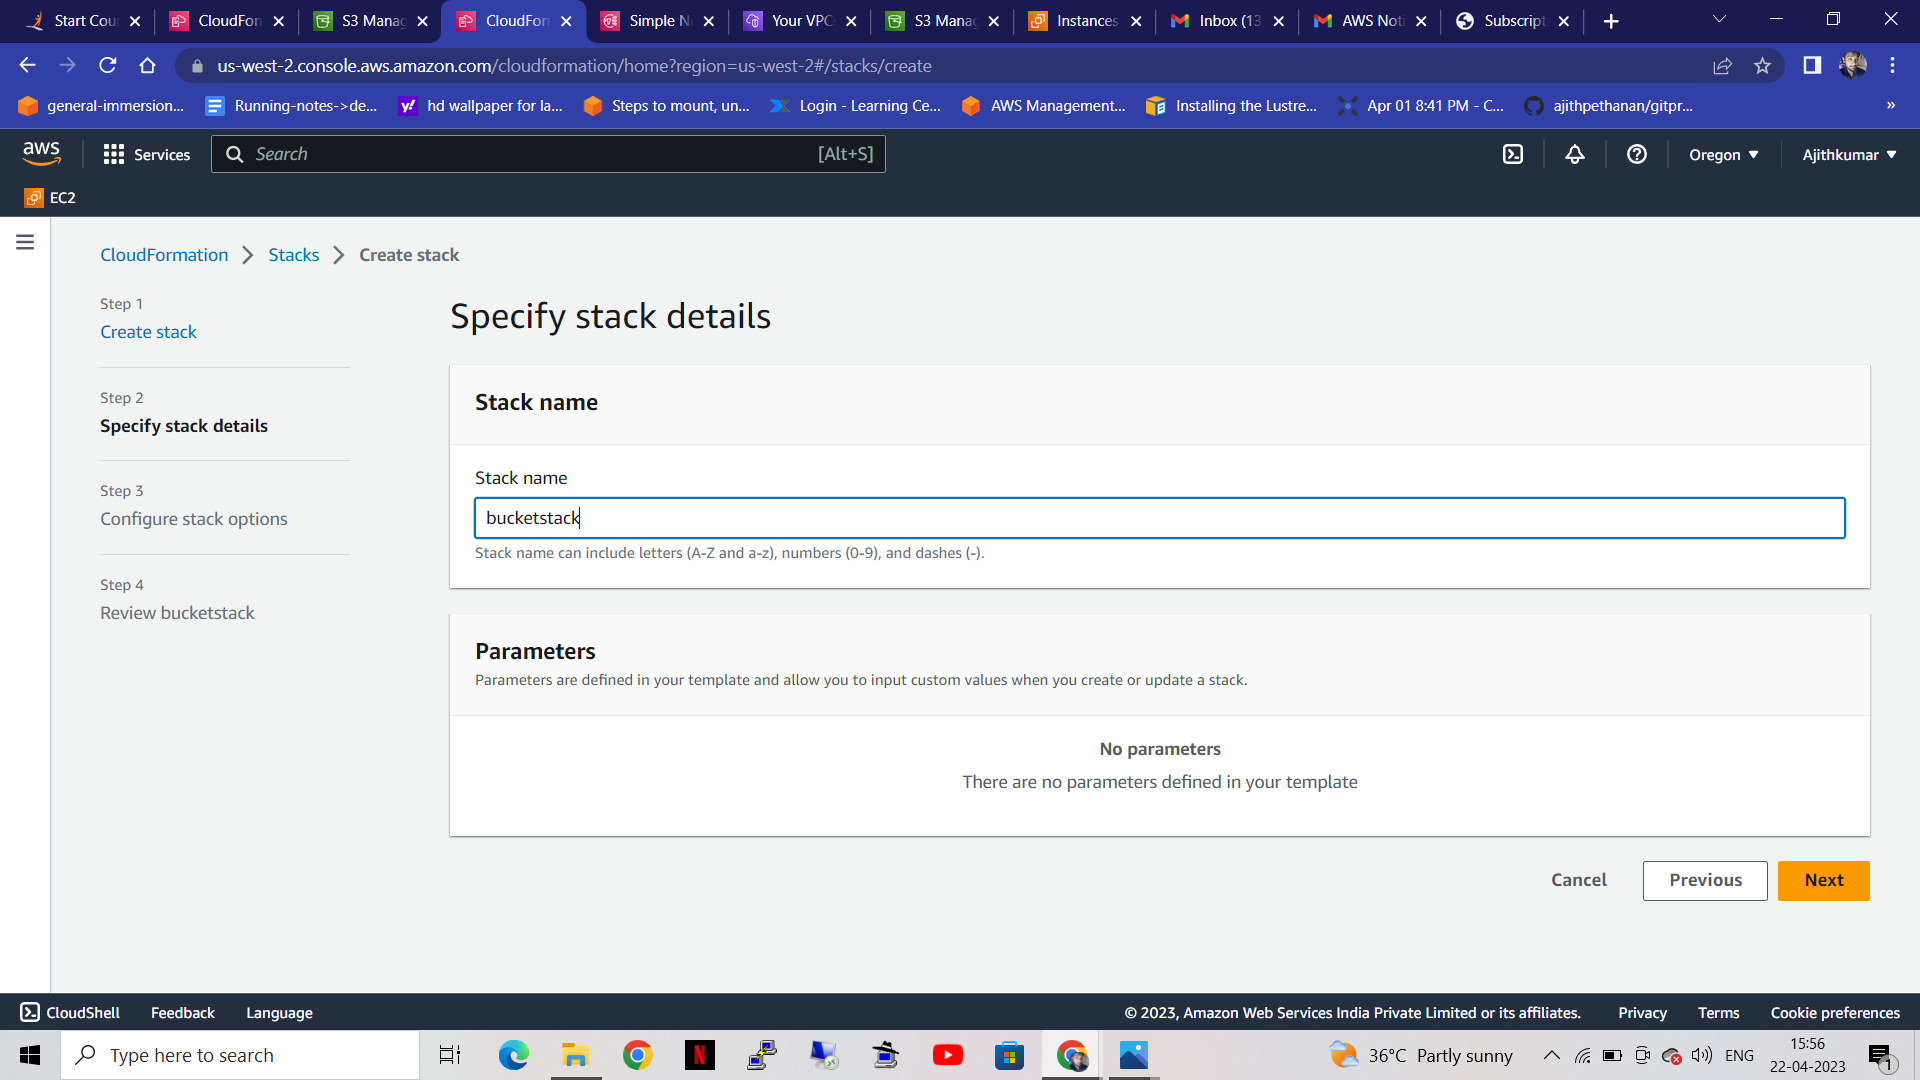 Start Cou
CloudForm
S3 Manag
CloudForm
Simple N
Your VPC
S3 Manag
Instances
Inbox (13
AWS Noti
Subscript
us-west-2.console.aws.amazon.com/cloudformation/home?region=us-west-2#/stacks/create
general-immersion...
Running-notes->de...
hd wallpaper for la...
Steps to mount, un...
Login - Learning Ce...
AWS Management...
Installing the Lustre...
Apr 01 8:41 PM - C...
ajithpethanan/gitpr...
»
aws
Services
Search
[Alt+S]
Oregon
Ajithkumar
EC2
CloudFormation
Stacks
Create stack
Step 1
Create stack
Step 2
Specify stack details
Step 3
Configure stack options
Step 4
Review bucketstack
Specify stack details
Stack name
Stack name
bucketstack
Stack name can include letters (A-Z and a-z), numbers (0-9), and dashes (-).
Parameters
Parameters are defined in your template and allow you to input custom values when you create or update a stack.
No parameters
There are no parameters defined in your template
Cancel
Previous
Next
CloudShell
Feedback
Language
© 2023, Amazon Web Services India Private Limited or its affiliates.
Privacy
Terms
Cookie preferences
Type here to search
36°C Partly sunny
ENG
15:56
22-04-2023
1